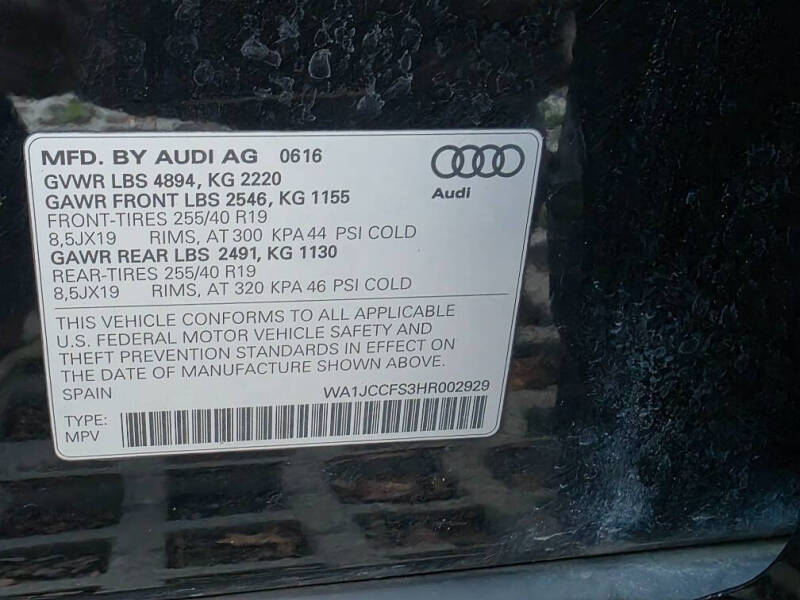 MFD. BY AUDI AG 0616
GVWR LBS 4894, KG 2220
GAWR FRONT LBS 2546, KG 1155
FRONT-TIRES 255/40 R19
8,5JX19 RIMS, AT 300 KPA 44 PSI COLD
GAWR REAR LBS 2491, KG 1130
REAR-TIRES 255/40 R19
8,5JX19 RIMS, AT 320 KPA 46 PSI COLD
Audi
THIS VEHICLE CONFORMS TO ALL APPLICABLE
U.S. FEDERAL MOTOR VEHICLE SAFETY AND
THEFT PREVENTION STANDARDS IN EFFECT ON
THE DATE OF MANUFACTURE SHOWN ABOVE.
SPAIN WA1JCCFS3HR002929
TYPE:
MPV